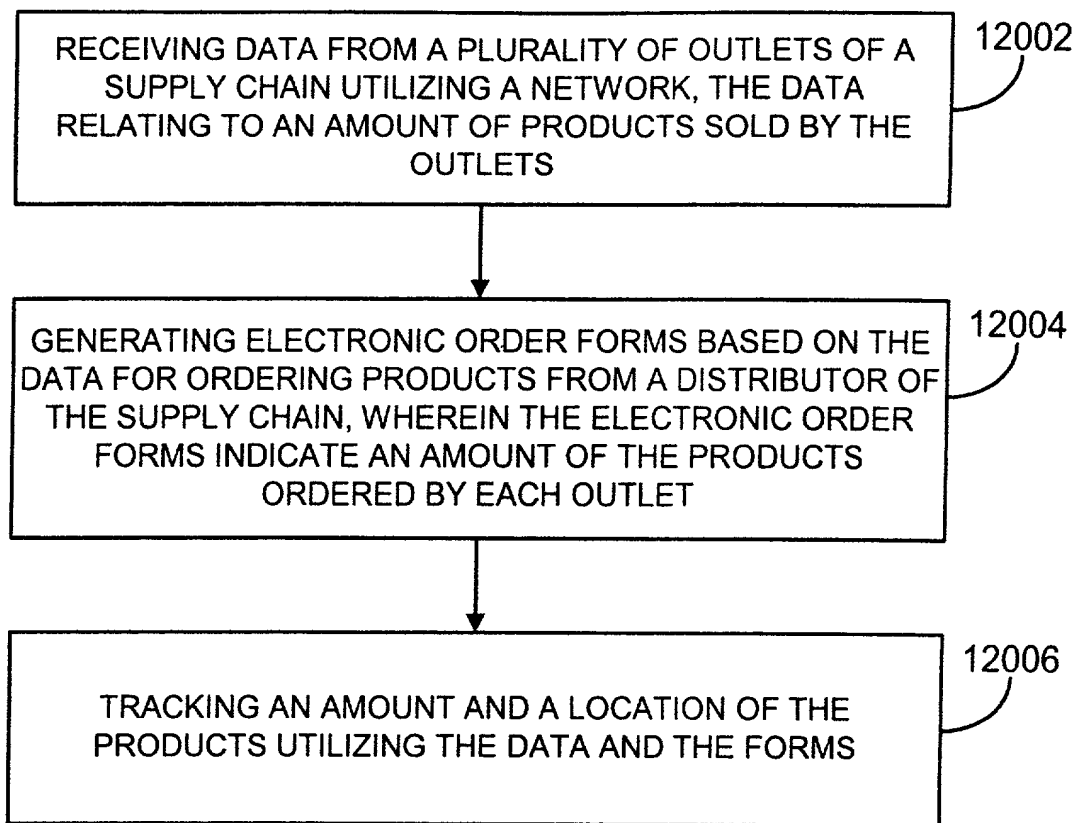 RECEIVING DATA FROM A PLURALITY OF OUTLETS OF A
SUPPLY CHAIN UTILIZING A NETWORK, THE DATA
RELATING TO AN AMOUNT OF PRODUCTS SOLD BY THE
OUTLETS
12002
GENERATING ELECTRONIC ORDER FORMS BASED ON THE
DATA FOR ORDERING PRODUCTS FROM A DISTRIBUTOR OF
THE SUPPLY CHAIN, WHEREIN THE ELECTRONIC ORDER
FORMS INDICATE AN AMOUNT OF THE PRODUCTS
ORDERED BY EACH OUTLET
12004
TRACKING AN AMOUNT AND A LOCATION OF THE
PRODUCTS UTILIZING THE DATA AND THE FORMS
12006